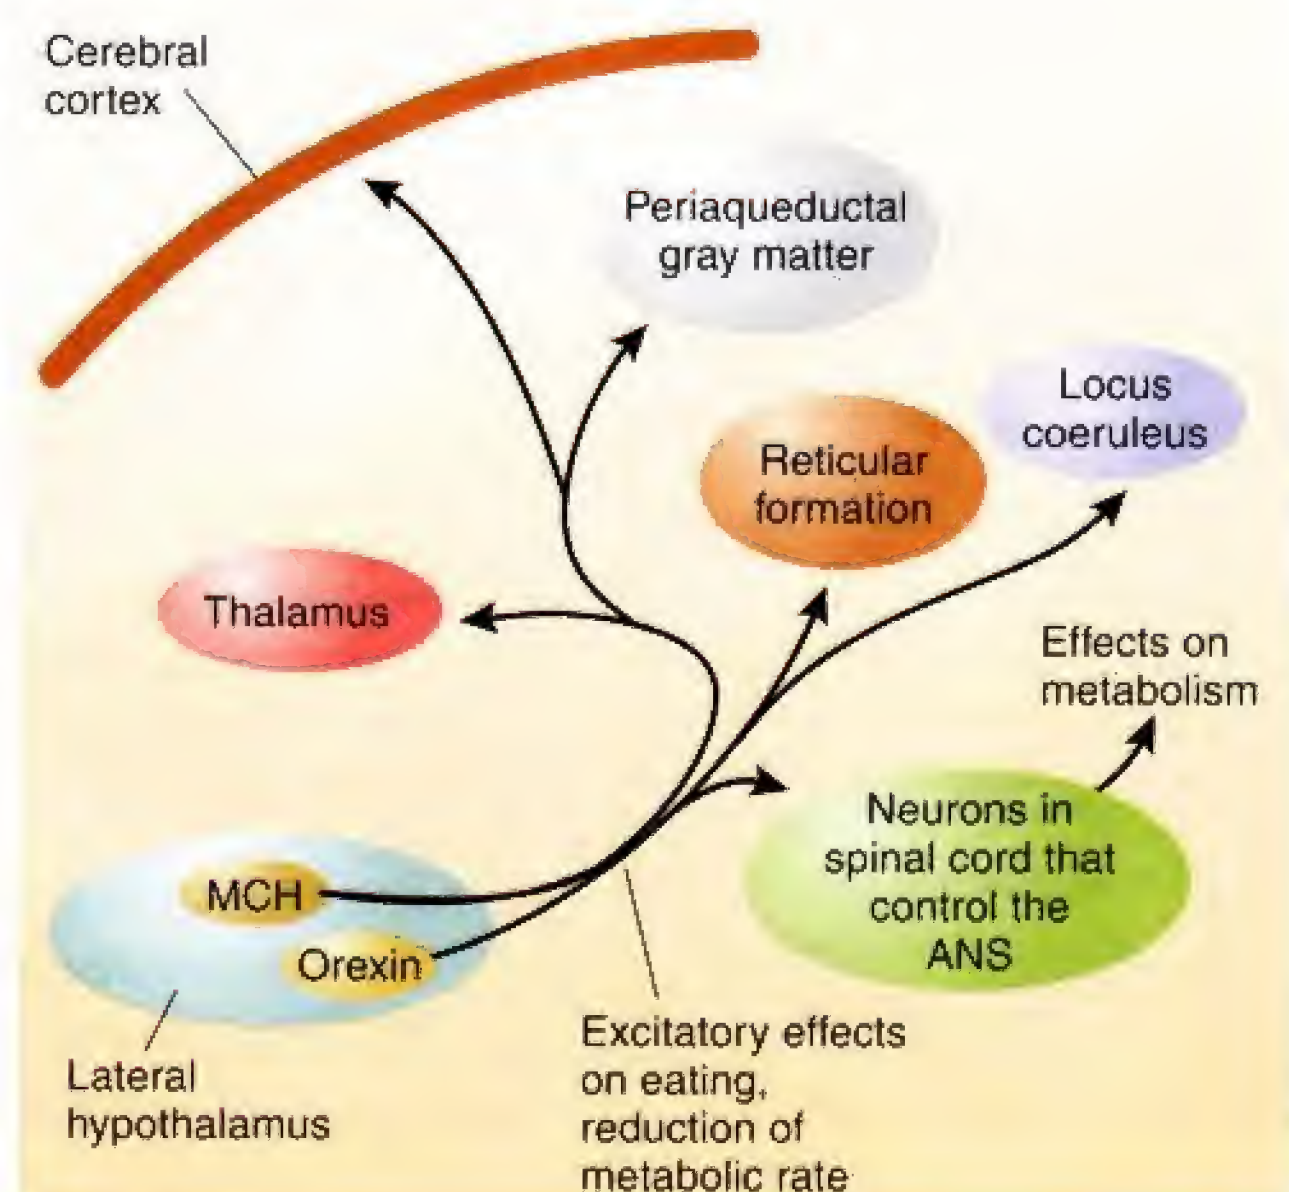 Cerebral
cortex
Periaqueductal
gray matter
Locus
coeruleus
Reticular
formation
Thalamus
Effects on
metabolism
Neurons in
spinal cord that
control the
ANS
MCH
Orexin
Lateral
hypothalamus
Excitatory effects
on eating,
reduction of
metabolic rate